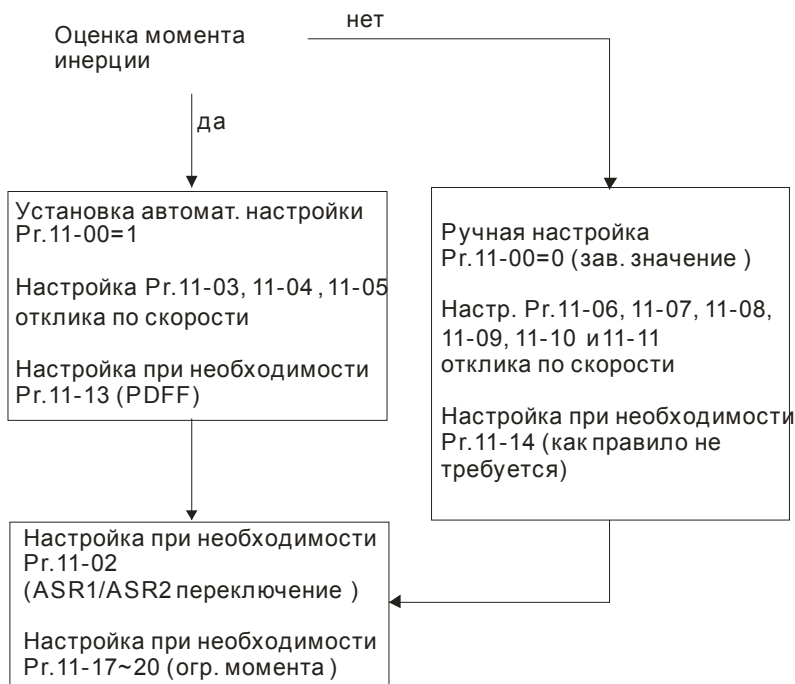 Оценка момента
инерции
нет
да
Установка автомат. настройки
Pr.11-00=1
Настройка Pr.11-03, 11-04 , 11-05
отклика по скорости
Настройка при необходимости
Pr.11-13 (PDFF)
Ручная настройка
Pr.11-00=0 (зав. значение )
Настр. Pr.11-06, 11-07, 11-08,
11-09, 11-10 и11-11
отклика по скорости
Настройка при необходимости
Pr.11-14 (как правило не
требуется)
Настройка при необходимости
Pr.11-02
(ASR1/ASR2 переключение )
Настройка при необходимости
Pr.11-17~20 (огр. момента )